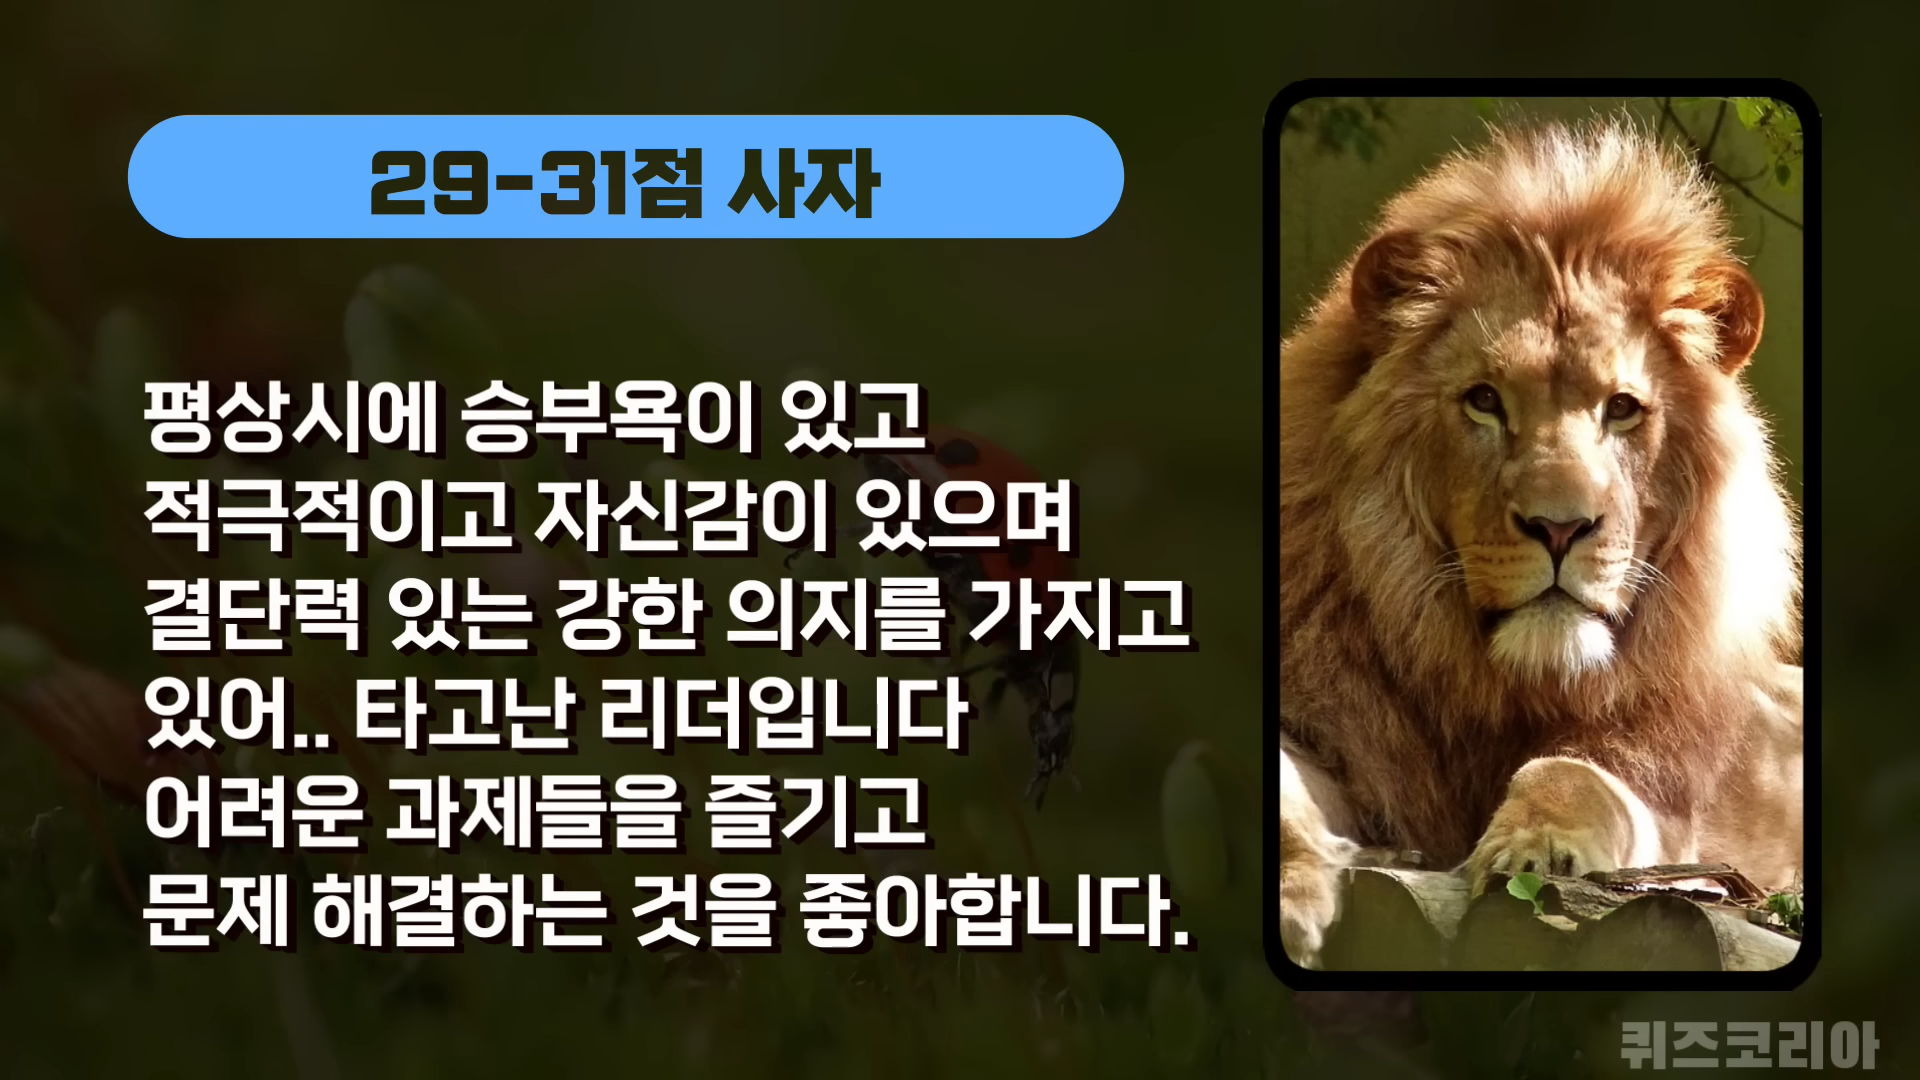 29-31점 사자
평상시에 승부욕이 있고
적극적이고 자신감이 있으며
결단력 있는 강한 의지를 가지고
있어.. 타고난 리더입니다
어려운 과제들을 즐기고
문제 해결하는 것을 좋아합니다.
퀴즈코리아